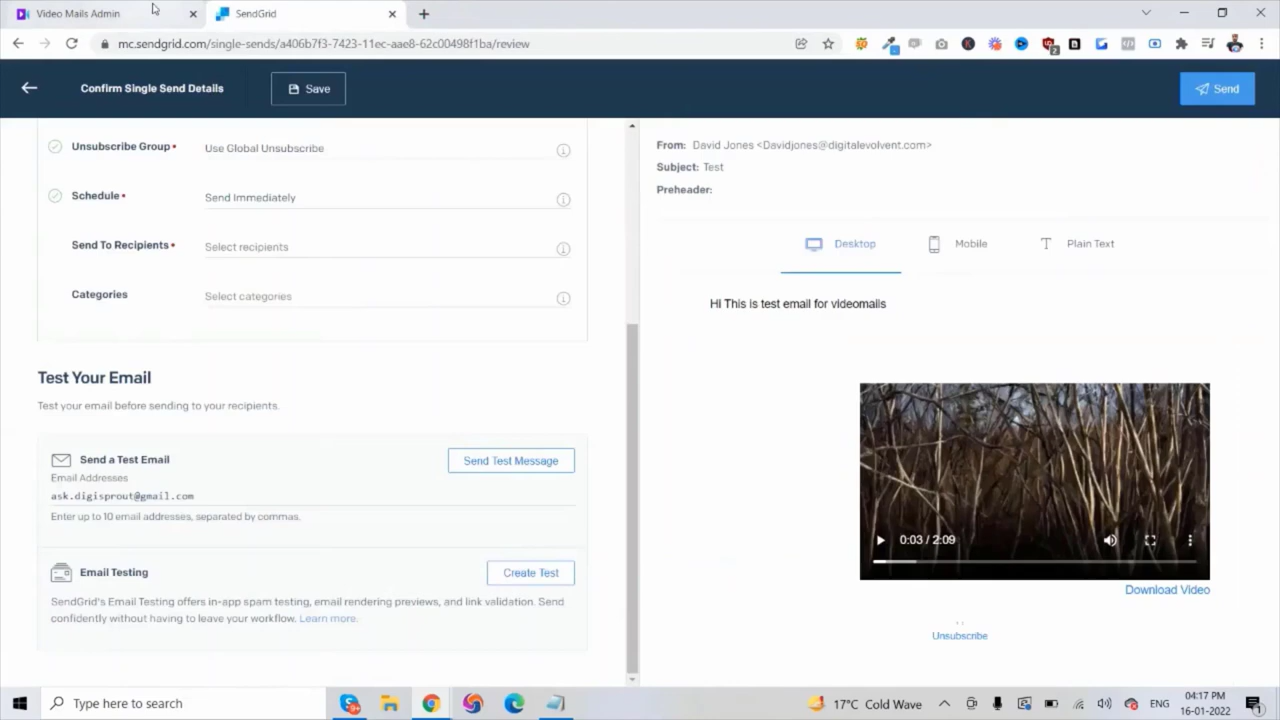 Video Mails Admin
SendGrid
mc.sendgrid.com/single-sends/a406b7f3-7423-11ec-aae8-62c00498f1ba/review
2
Confirm Single Send Details
Save
Send
Unsubscribe Group•
Use Global Unsubscribe
Schedule•
Send Immediately
Send To Recipients•
Select recipients
Categories
Select categories
Test Your Email
Test your email before sending to your recipients.
Send a Test Email
Send Test Message
Email Addresses
ask.digisprout@gmail.com
Enter up to 10 email addresses, separated by commas.
Email Testing
Create Test
SendGrid's Email Testing offers in-app spam testing, email rendering previews, and link validation. Send
confidently without having to leave your workflow. Learn more.
From: David Jones <Davidjones@digitalevolvent.com>
Subject: Test
Preheader:
Desktop
Mobile
Plain Text
HI This is test email for videomails
0:03 / 2:09
Download Video
Unsubscribe
Type here to search
17°C Cold Wave
ENG
04:17 PM
16-01-2022